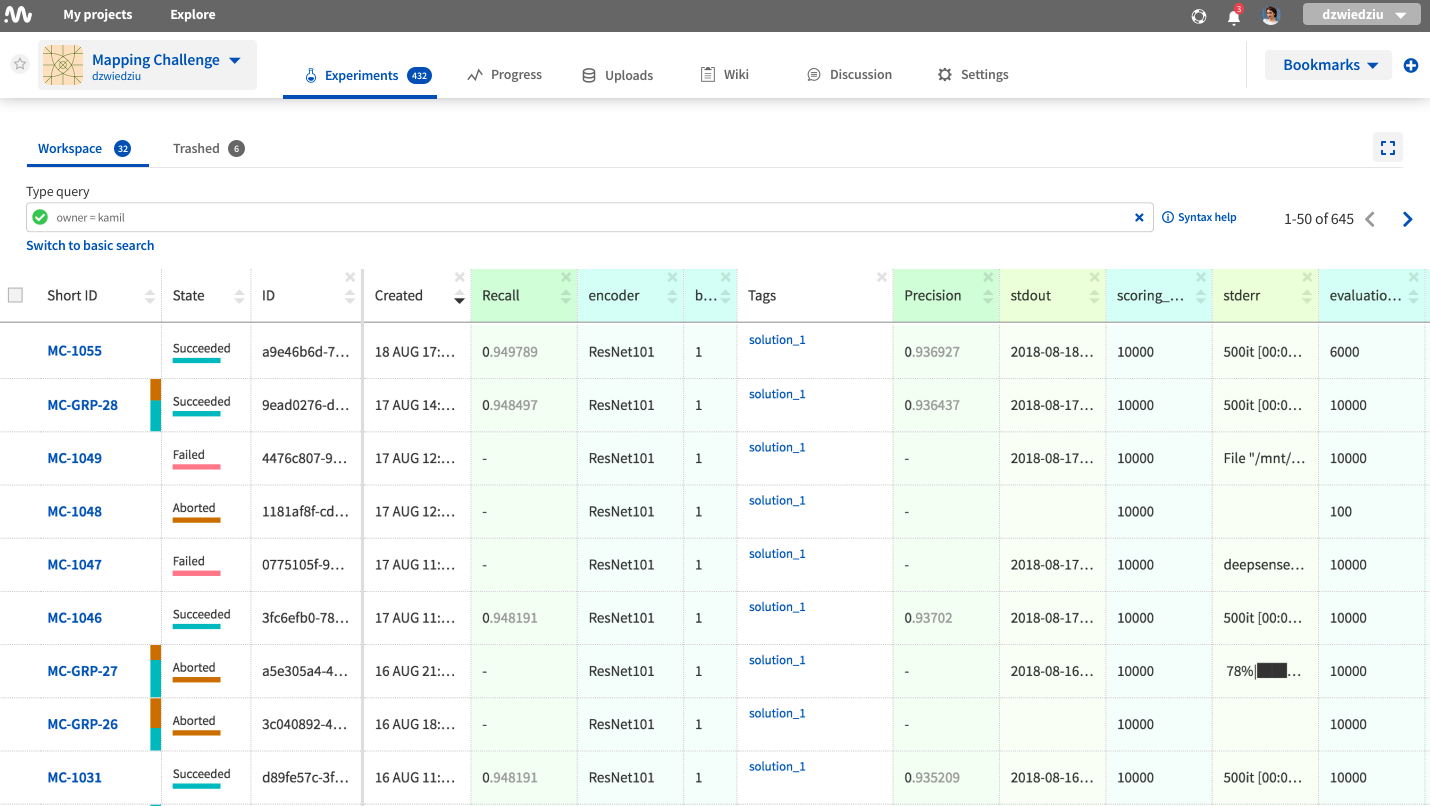 My projects Explore 3 dzwiedziu
Mapping Challenge
dzwiedziu
Experiments 432 Progress Uploads Wiki Discussion Settings Bookmarks
Workspace 32 Trashed 6
Type query
owner = kamil Syntax help 1-50 of 645
Switch to basic search
Short ID State ID Created Recall encoder b... Tags Precision stdout scoring_... stderr evaluatio...
MC-1055 Succeeded a9e46b6d-7... 18 AUG 17:... 0.949789 ResNet101 1 solution_1 0.936927 2018-08-18... 10000 500it [00:0... 6000
MC-GRP-28 Succeeded 9ead0276-d... 17 AUG 14:... 0.948497 ResNet101 1 solution_1 0.936437 2018-08-17... 10000 500it [00:0... 10000
MC-1049 Failed 4476c807-9... 17 AUG 12:... - ResNet101 1 solution_1 - 2018-08-17... 10000 File "/mnt/... 10000
MC-1048 Aborted 1181af8f-cd... 17 AUG 12:... - ResNet101 1 solution_1 - 10000 100
MC-1047 Failed 0775105f-9... 17 AUG 11:... - ResNet101 1 solution_1 - 2018-08-17... 10000 deepsense... 10000
MC-1046 Succeeded 3fc6efb0-78... 17 AUG 11:... 0.948191 ResNet101 1 solution_1 0.93702 2018-08-17... 10000 500it [00:0... 10000
MC-GRP-27 Aborted a5e305a4-4... 16 AUG 21:... - ResNet101 1 solution_1 - 2018-08-16... 10000 78%|████... 10000
MC-GRP-26 Aborted 3c040892-4... 16 AUG 18:... - ResNet101 1 solution_1 - 10000 10000
MC-1031 Succeeded d89fe57c-3f... 16 AUG 11:... 0.948191 ResNet101 1 solution_1 0.935209 2018-08-16... 10000 500it [00:0... 10000